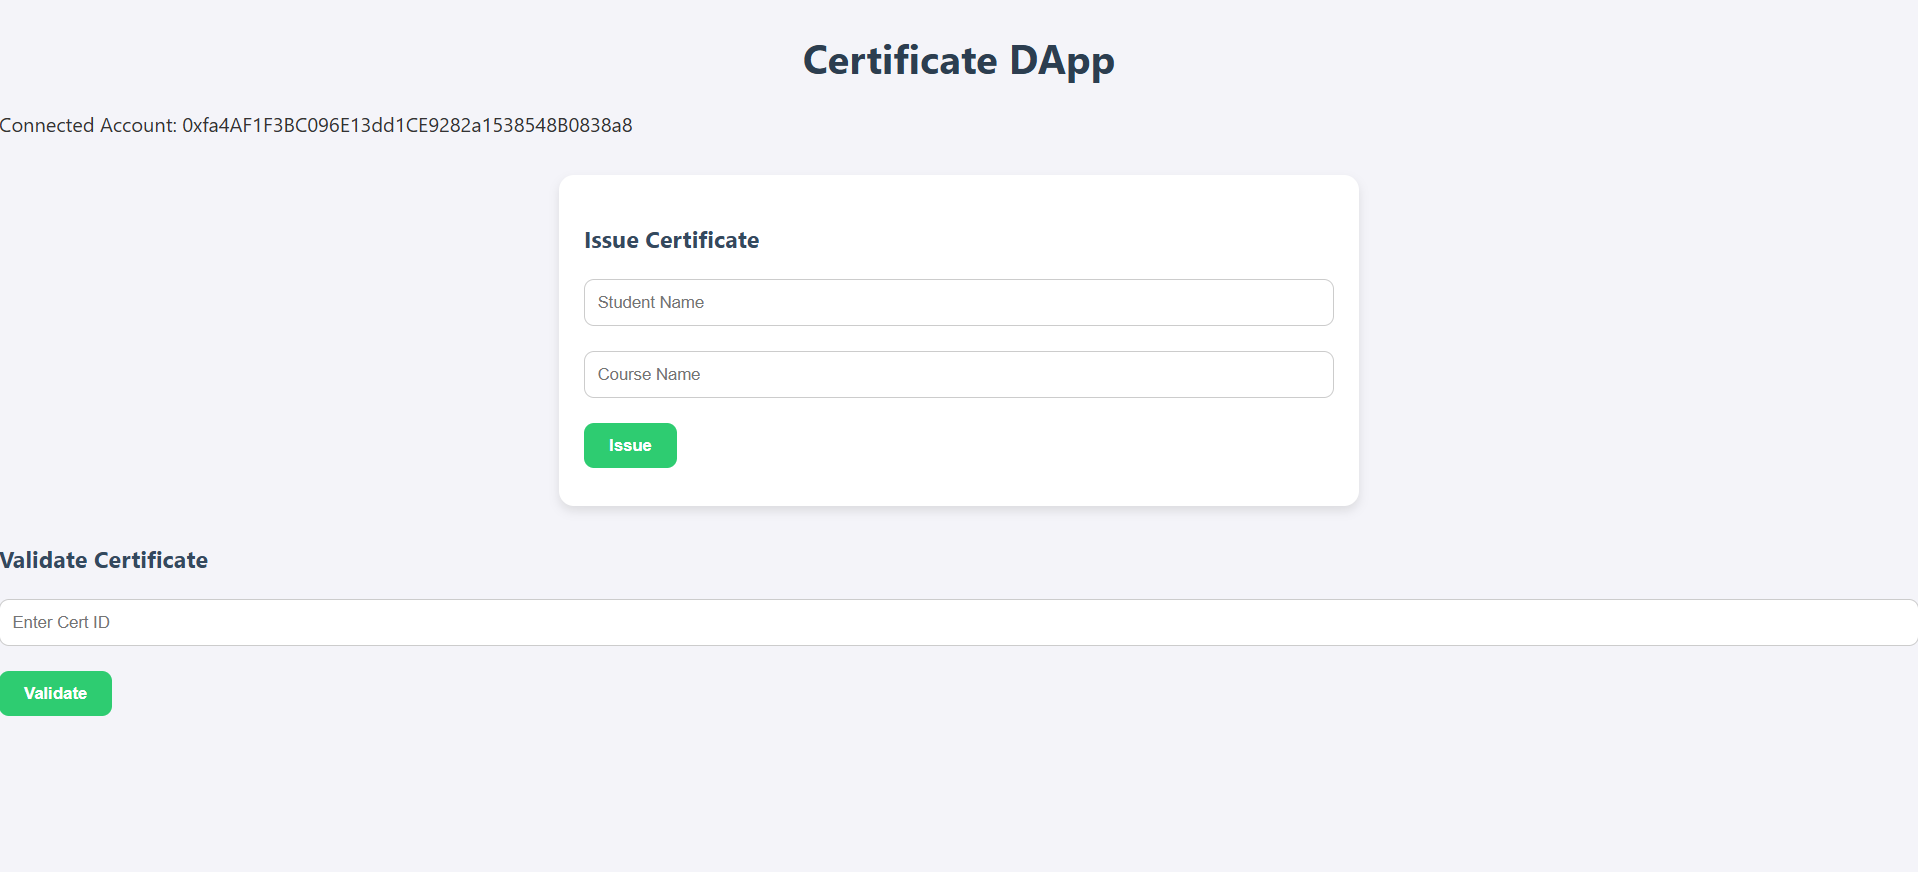 Certificate DApp
Connected Account: 0xfa4AF1F3BC096E13dd1CE9282a1538548B0838a8
Issue Certificate
Student Name
Course Name
Issue
Validate Certificate
Enter Cert ID
Validate